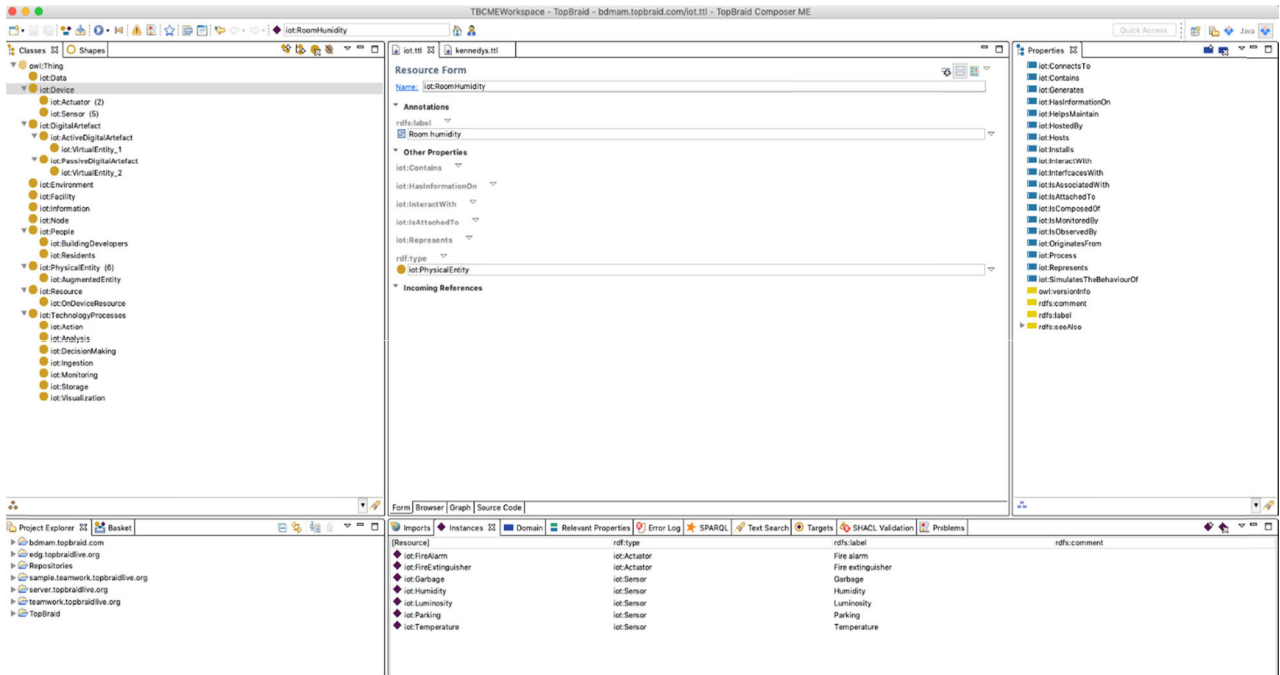 TBCMEWorkspace - TopBraid - bdmam.topbraid.com/iot.ttl - TopBraid Composer ME
iot:RoomHumidity
Quick Access
Java
Classes
Shapes
owl:Thing
iot:Data
iot:Device
iot:Actuator (2)
iot:Sensor (5)
iot:DigitalArtefact
iot:ActiveDigitalArtefact
iot:VirtualEntity_1
iot:PassiveDigitalArtefact
iot:VirtualEntity_2
iot:Environment
iot:Facility
iot:Information
iot:Node
iot:People
iot:BuildingDevelopers
iot:Residents
iot:PhysicalEntity (6)
iot:AugmentedEntity
iot:Resource
iot:OnDeviceResource
iot:TechnologyProcesses
iot:Action
iot:Analysis
iot:DecisionMaking
iot:Ingestion
iot:Monitoring
iot:Storage
iot:Visualization
iot.ttl
kennedys.ttl
Resource Form
Name: iot:RoomHumidity
Annotations
rdfs:label
Room humidity
Other Properties
iot:Contains
iot:HasInformationOn
iot:InteractWith
iot:IsAttachedTo
iot:Represents
rdf:type
iot:PhysicalEntity
Incoming References
Form Browser Graph Source Code
Properties
iot:ConnectsTo
iot:Contains
iot:Generates
iot:HasInformationOn
iot:HelpsMaintain
iot:HostedBy
iot:Hosts
iot:Installs
iot:InteractWith
iot:InterfcacesWith
iot:IsAssociatedWith
iot:IsAttachedTo
iot:IsComposedOf
iot:IsMonitoredBy
iot:IsObservedBy
iot:OriginatesFrom
iot:Process
iot:Represents
iot:SimulatesTheBehaviourOf
owl:versionInfo
rdfs:comment
rdfs:label
rdfs:seeAlso
Project Explorer
Basket
bdmam.topbraid.com
edg.topbraidlive.org
Repositories
sample.teamwork.topbraidlive.org
server.topbraidlive.org
teamwork.topbraidlive.org
TopBraid
Imports Instances Domain Relevant Properties Error Log SPARQL Text Search Targets SHACL Validation Problems
[Resource] rdf:type rdfs:label rdfs:comment
iot:FireAlarm iot:Actuator Fire alarm
iot:FireExtinguisher iot:Actuator Fire extinguisher
iot:Garbage iot:Sensor Garbage
iot:Humidity iot:Sensor Humidity
iot:Luminosity iot:Sensor Luminosity
iot:Parking iot:Sensor Parking
iot:Temperature iot:Sensor Temperature